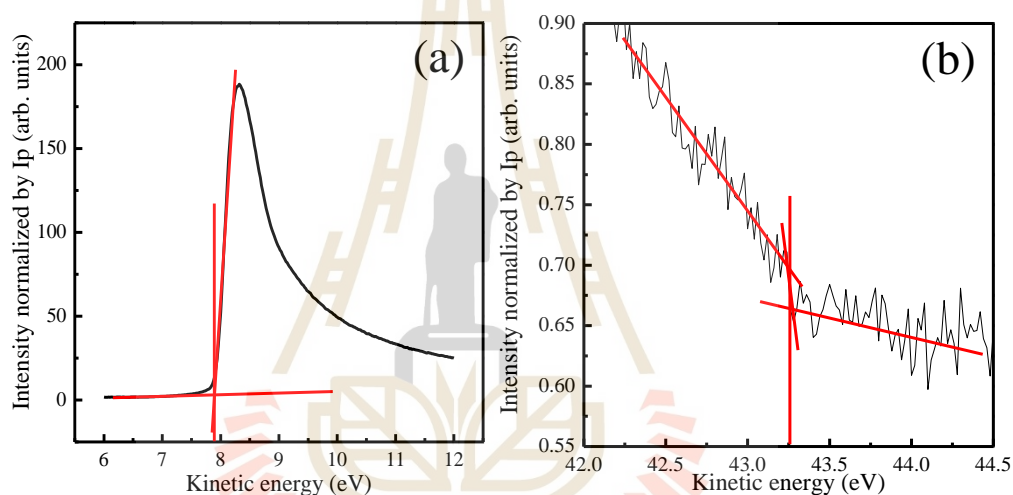 (a)
Intensity normalized by Ip (arb. units)
200
150
100
50
0
6 7 8 9 10 11 12
Kinetic energy (eV)
(b)
Intensity normalized by Ip (arb. units)
0.90
0.85
0.80
0.75
0.70
0.65
0.60
0.55
42.0 42.5 43.0 43.5 44.0 44.5
Kinetic energy (eV)